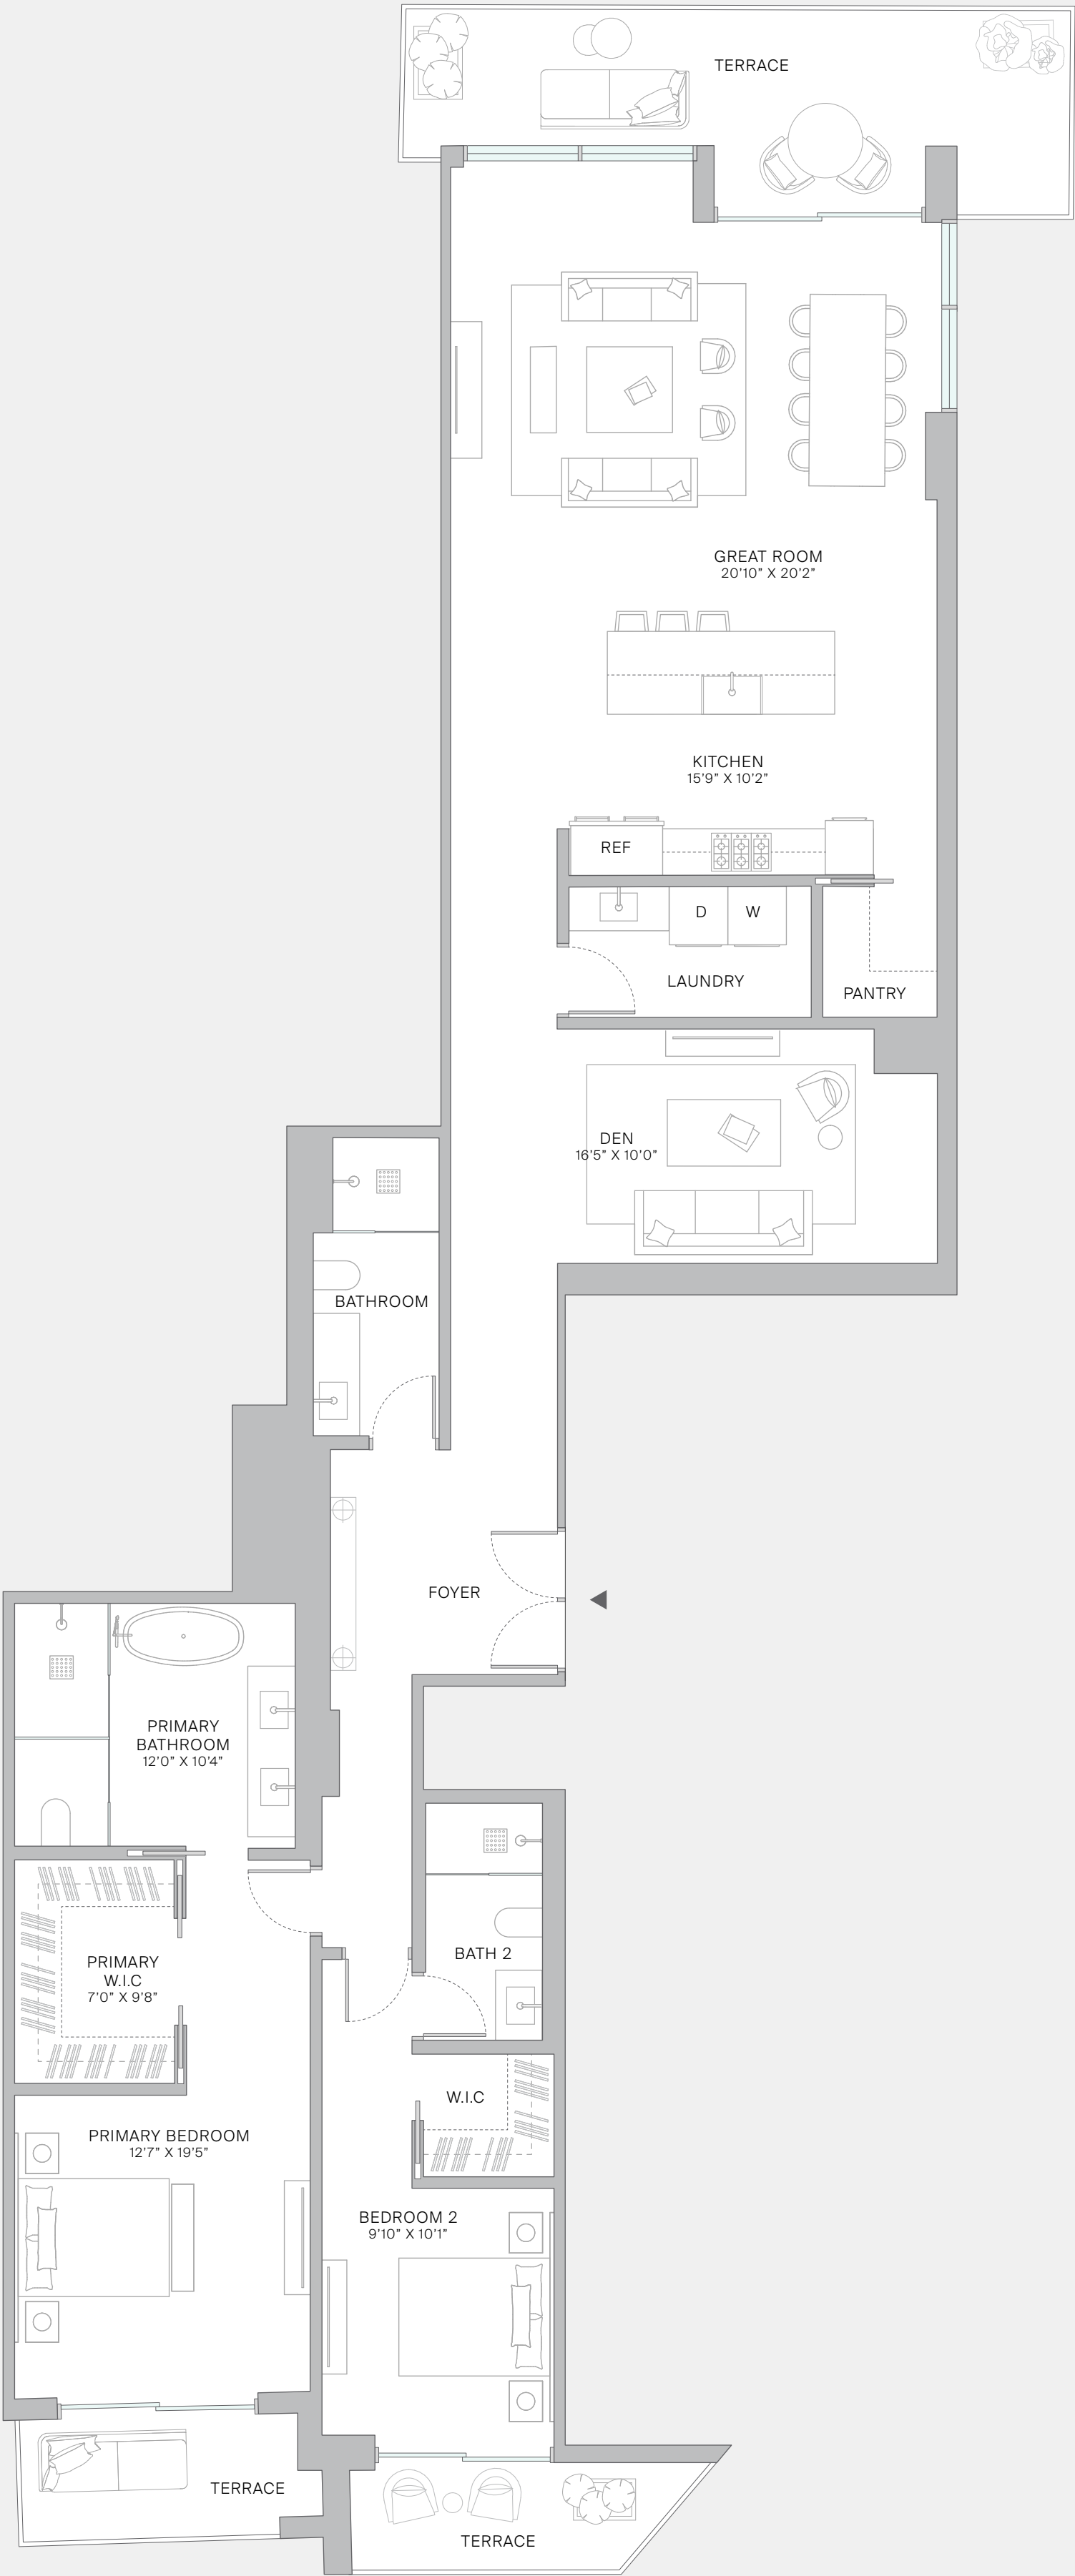 TERRACE
GREAT ROOM
20'10" X 20'2"
KITCHEN
15'9" X 10'2"
REF
D
W
LAUNDRY
PANTRY
DEN
16'5" X 10'0"
BATHROOM
FOYER
PRIMARY
BATHROOM
12'0" X 10'4"
BATH 2
PRIMARY
W.I.C
7'0" X 9'8"
W.I.C
PRIMARY BEDROOM
12'7" X 19'5"
BEDROOM 2
9'10" X 10'1"
TERRACE
TERRACE